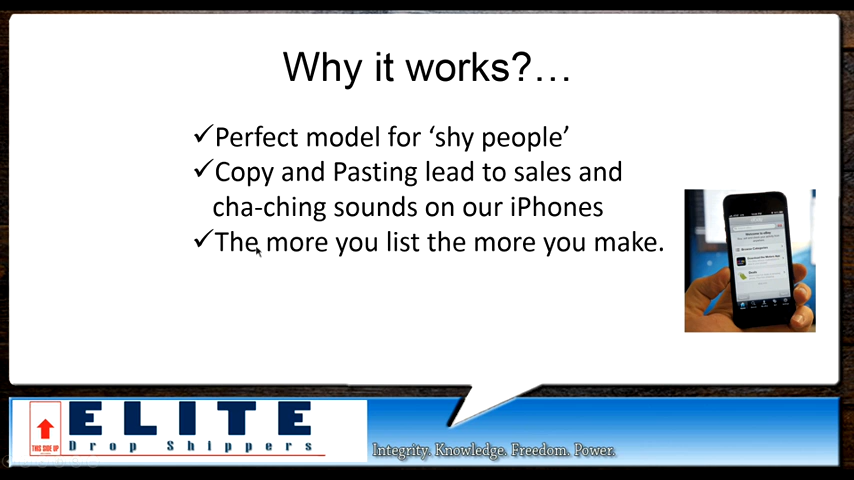 Why it works?...
✓Perfect model for ‘shy people’
✓Copy and Pasting lead to sales and
cha-ching sounds on our iPhones
✓The more you list the more you make.
THIS SIDE UP
ELITE
Drop Shippers
Integrity. Knowledge. Freedom. Power.